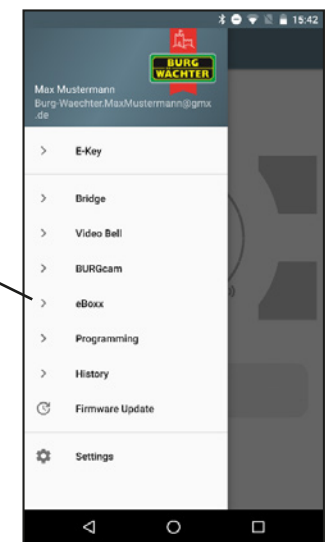 15:42
BURG
WÄCHTER
Max Mustermann
Burg-Waechter.MaxMustermann@gmx
.de
E-Key
Bridge
Video Bell
BURGcam
eBoxx
Programming
History
Firmware Update
Settings